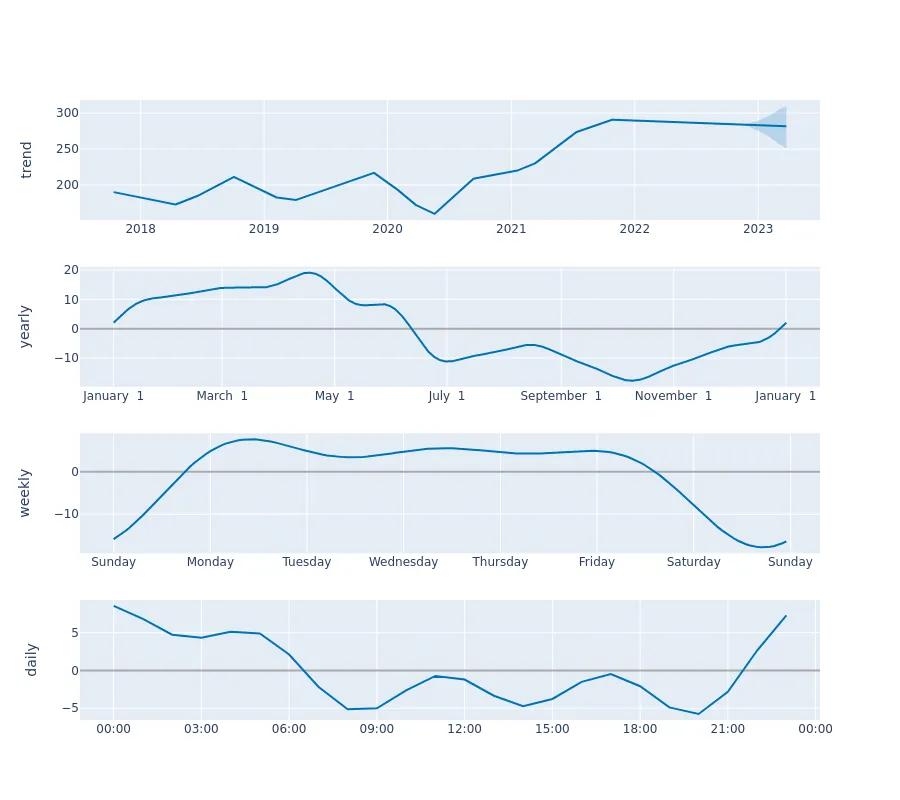 trend
300
250
200
2018 2019 2020 2021 2022 2023
yearly
20
10
0
−10
January 1 March 1 May 1 July 1 September 1 November 1 January 1
weekly
0
−10
Sunday Monday Tuesday Wednesday Thursday Friday Saturday Sunday
daily
5
0
−5
00:00 03:00 06:00 09:00 12:00 15:00 18:00 21:00 00:00